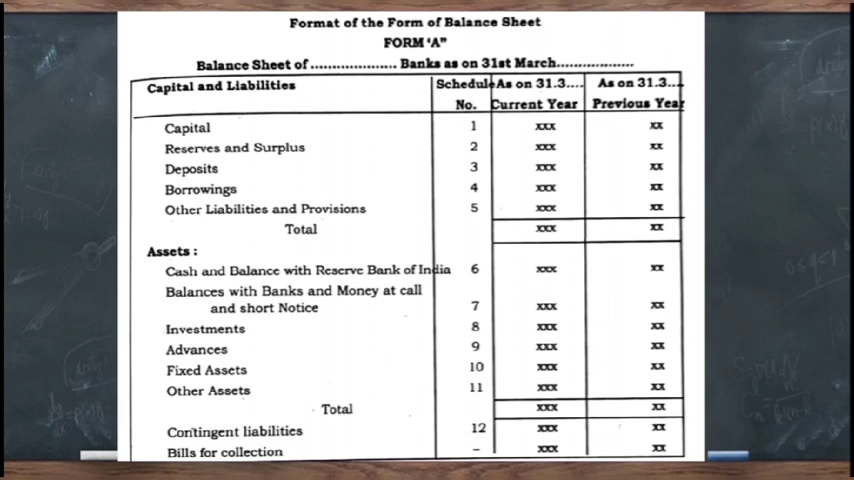 Format of the Form of Balance Sheet
FORM ‘A”
Balance Sheet of .................... Banks as on 31st March..................
Capital and Liabilities Schedule No. As on 31.3.... Current Year As on 31.3... Previous Year
Capital 1 xxx xx
Reserves and Surplus 2 xxx xx
Deposits 3 xxx xx
Borrowings 4 xxx xx
Other Liabilities and Provisions 5 xxx xx
Total xxx xx
Assets :
Cash and Balance with Reserve Bank of India 6 xxx xx
Balances with Banks and Money at call
and short Notice 7 xxx xx
Investments 8 xxx xx
Advances 9 xxx xx
Fixed Assets 10 xxx xx
Other Assets 11 xxx xx
Total xxx xx
Contingent liabilities 12 xxx xx
Bills for collection – xxx xx